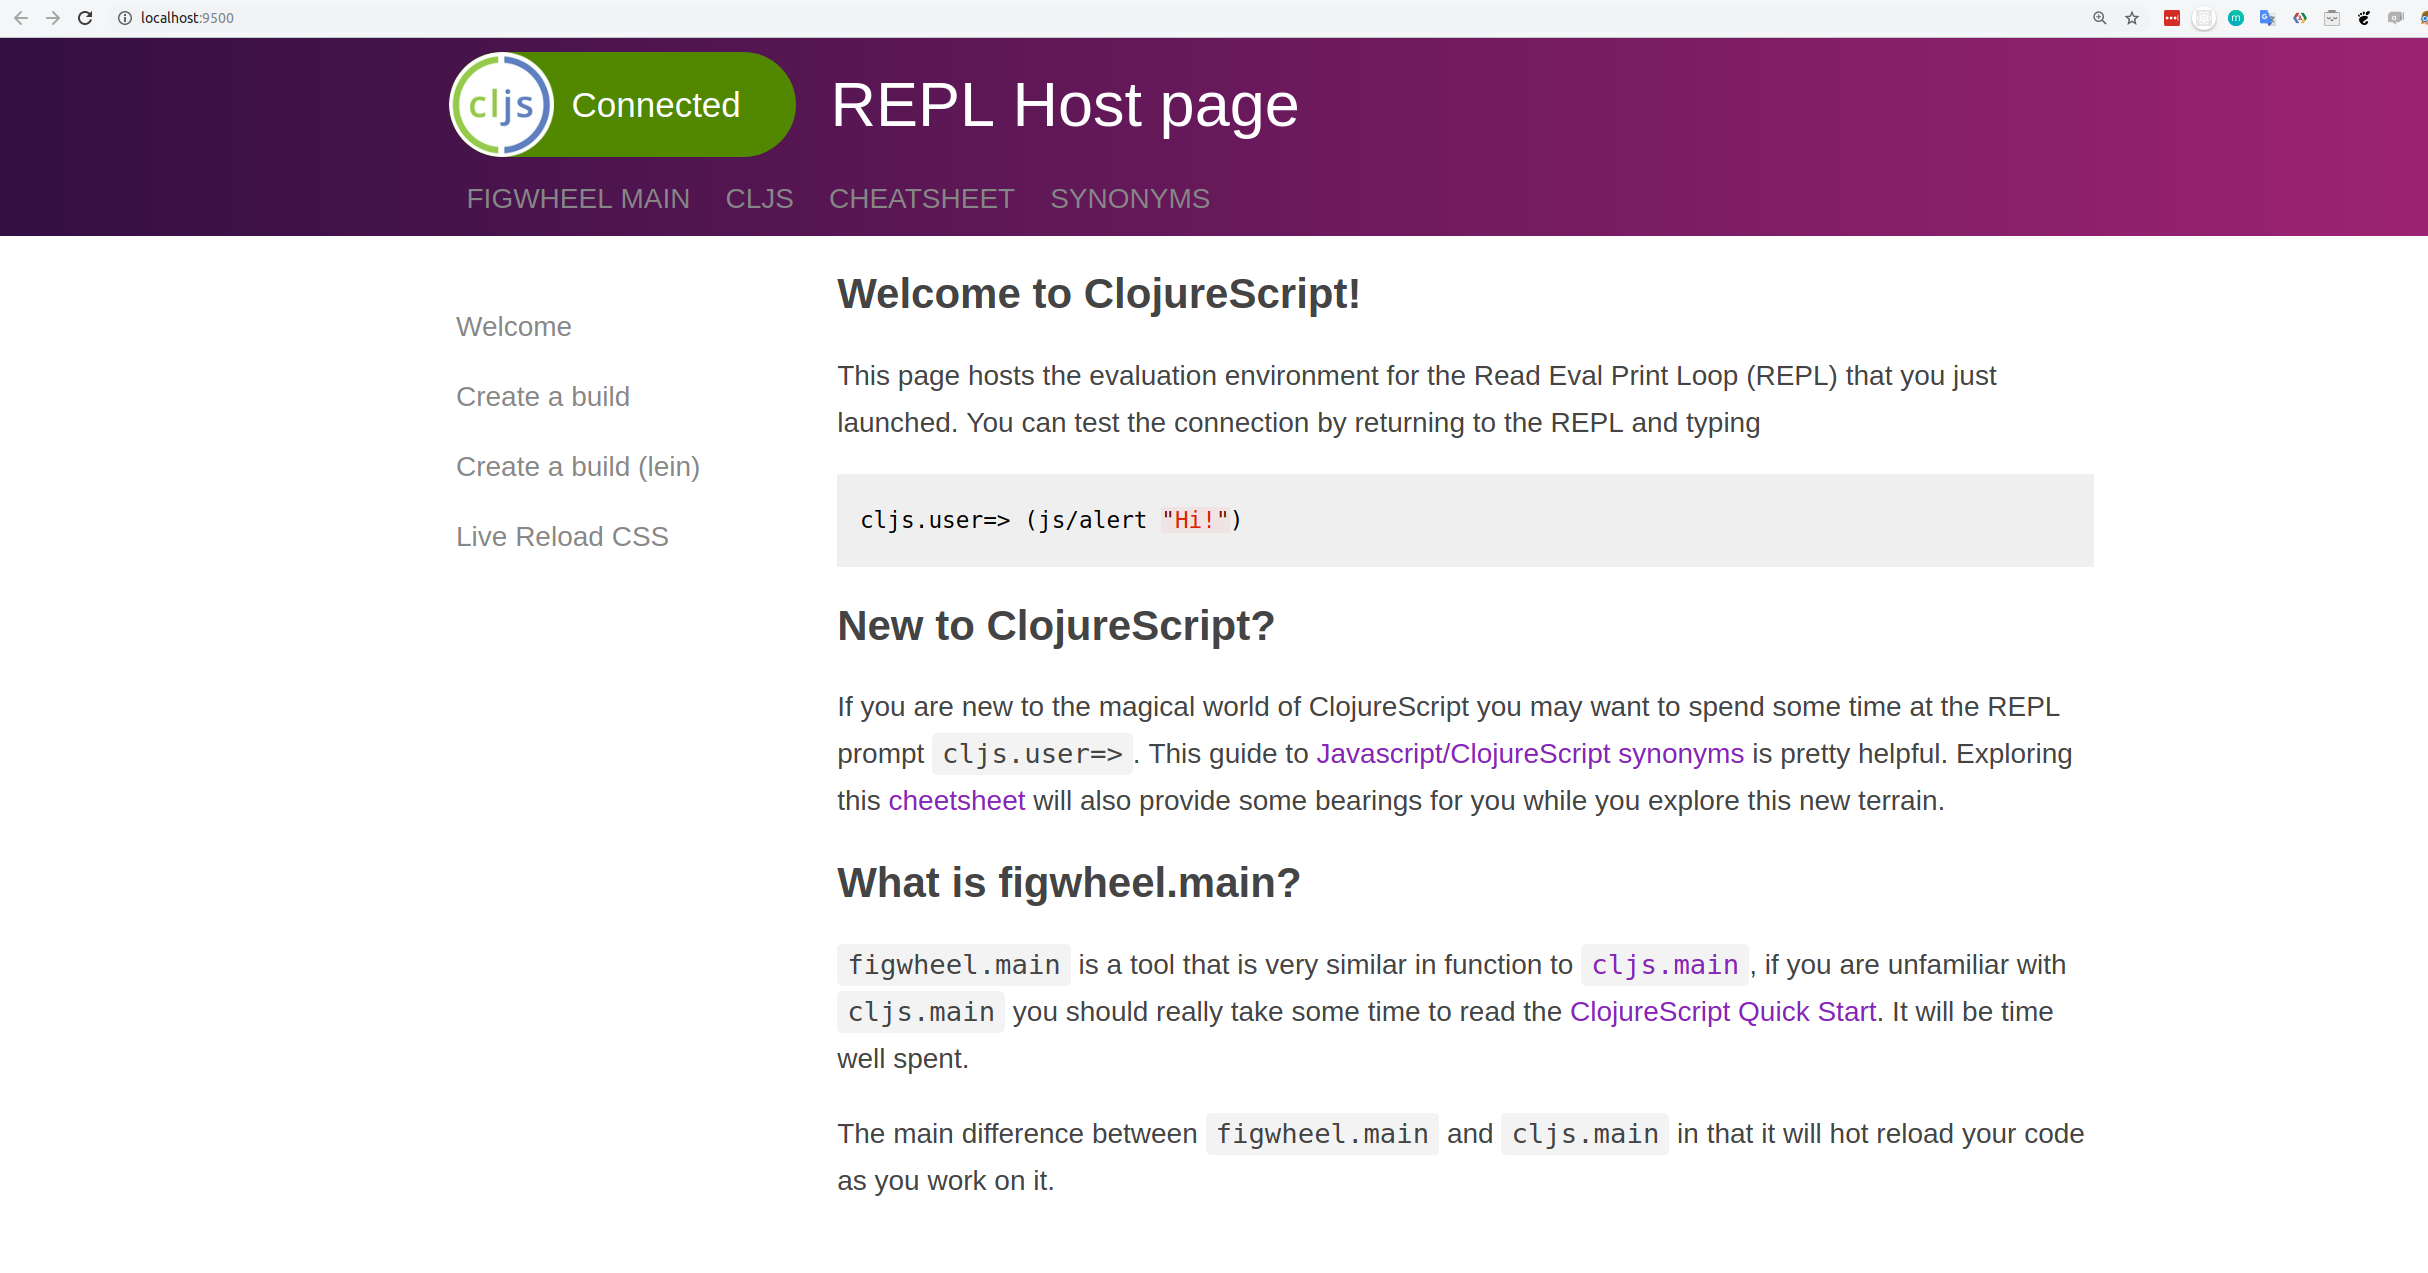 localhost:9500
cljs Connected REPL Host page
FIGWHEEL MAIN CLJS CHEATSHEET SYNONYMS
Welcome
Create a build
Create a build (lein)
Live Reload CSS
Welcome to ClojureScript!
This page hosts the evaluation environment for the Read Eval Print Loop (REPL) that you just
launched. You can test the connection by returning to the REPL and typing
cljs.user=> (js/alert "Hi!")
New to ClojureScript?
If you are new to the magical world of ClojureScript you may want to spend some time at the REPL
prompt cljs.user=>. This guide to Javascript/ClojureScript synonyms is pretty helpful. Exploring
this cheetsheet will also provide some bearings for you while you explore this new terrain.
What is figwheel.main?
figwheel.main is a tool that is very similar in function to cljs.main, if you are unfamiliar with
cljs.main you should really take some time to read the ClojureScript Quick Start. It will be time
well spent.
The main difference between figwheel.main and cljs.main in that it will hot reload your code
as you work on it.